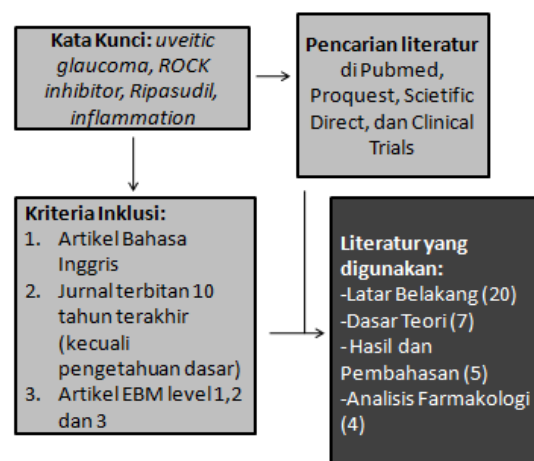 Kata Kunci: uveitic
glaucoma, ROCK
inhibitor, Ripasudil,
inflammation
Pencarian literatur
di Pubmed,
Proquest, Scietific
Direct, dan Clinical
Trials
Kriteria Inklusi:
1. Artikel Bahasa
Inggris
2. Jurnal terbitan 10
tahun terakhir
(kecuali
pengetahuan dasar)
3. Artikel EBM level 1,2
dan 3
Literatur yang
digunakan:
-Latar Belakang (20)
-Dasar Teori (7)
-Hasil dan
Pembahasan (5)
-Analisis Farmakologi
(4)